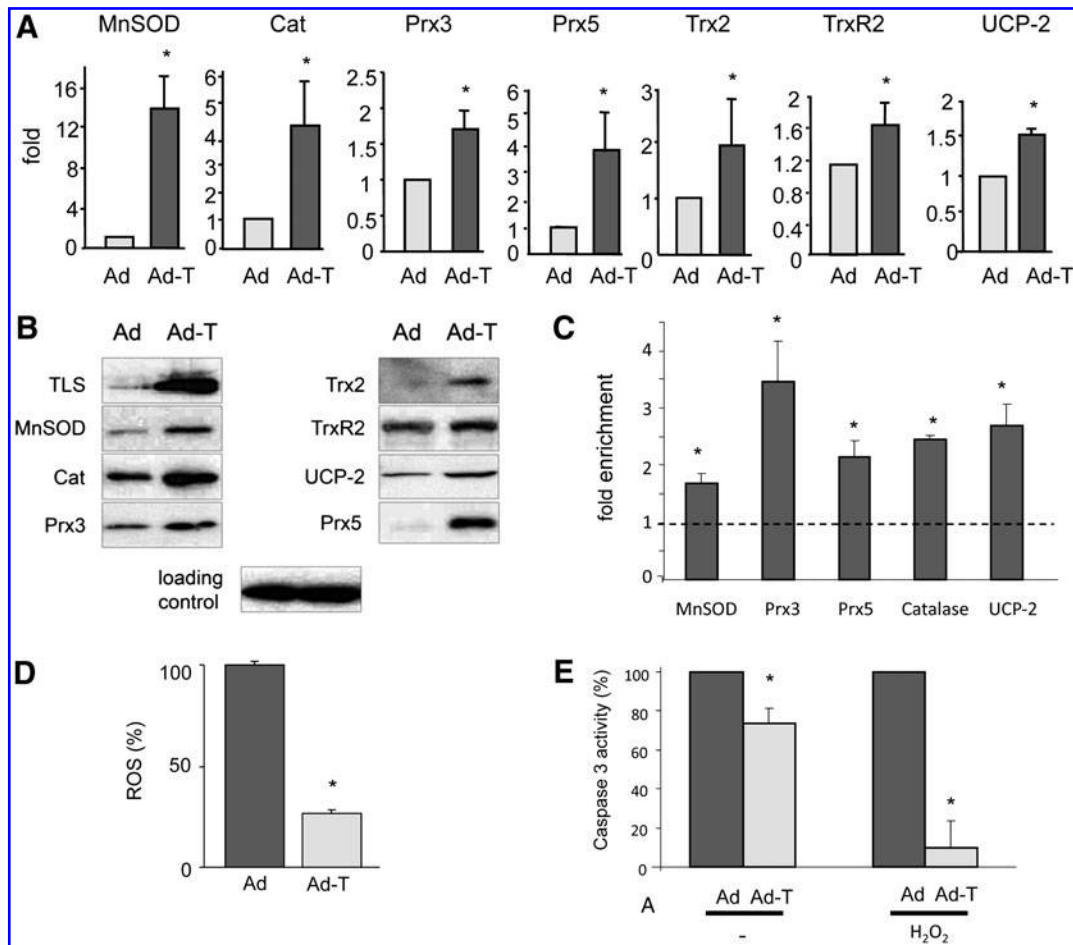 A
MnSOD Cat Prx3 Prx5 Trx2 TrxR2 UCP-2
fold
16
12
8
4
0
Ad Ad-T
*
6
5
4
3
2
1
0
Ad Ad-T
*
2.5
2
1.5
1
0.5
0
Ad Ad-T
*
6
5
4
3
2
1
0
Ad Ad-T
*
3
2
1
0
Ad Ad-T
*
2
1.6
1.2
0.8
0.4
0
Ad Ad-T
*
2
1.5
1
0.5
0
Ad Ad-T
*
B
Ad Ad-T
TLS
MnSOD
Cat
Prx3
Ad Ad-T
Trx2
TrxR2
UCP-2
Prx5
loading
control
C
fold enrichment
4
3
2
1
0
* * * * *
MnSOD Prx3 Prx5 Catalase UCP-2
D
ROS (%)
100
50
0
*
Ad Ad-T
E
Caspase 3 activity (%)
100
80
60
40
20
0
* *
A
Ad Ad-T Ad Ad-T
- H₂O₂